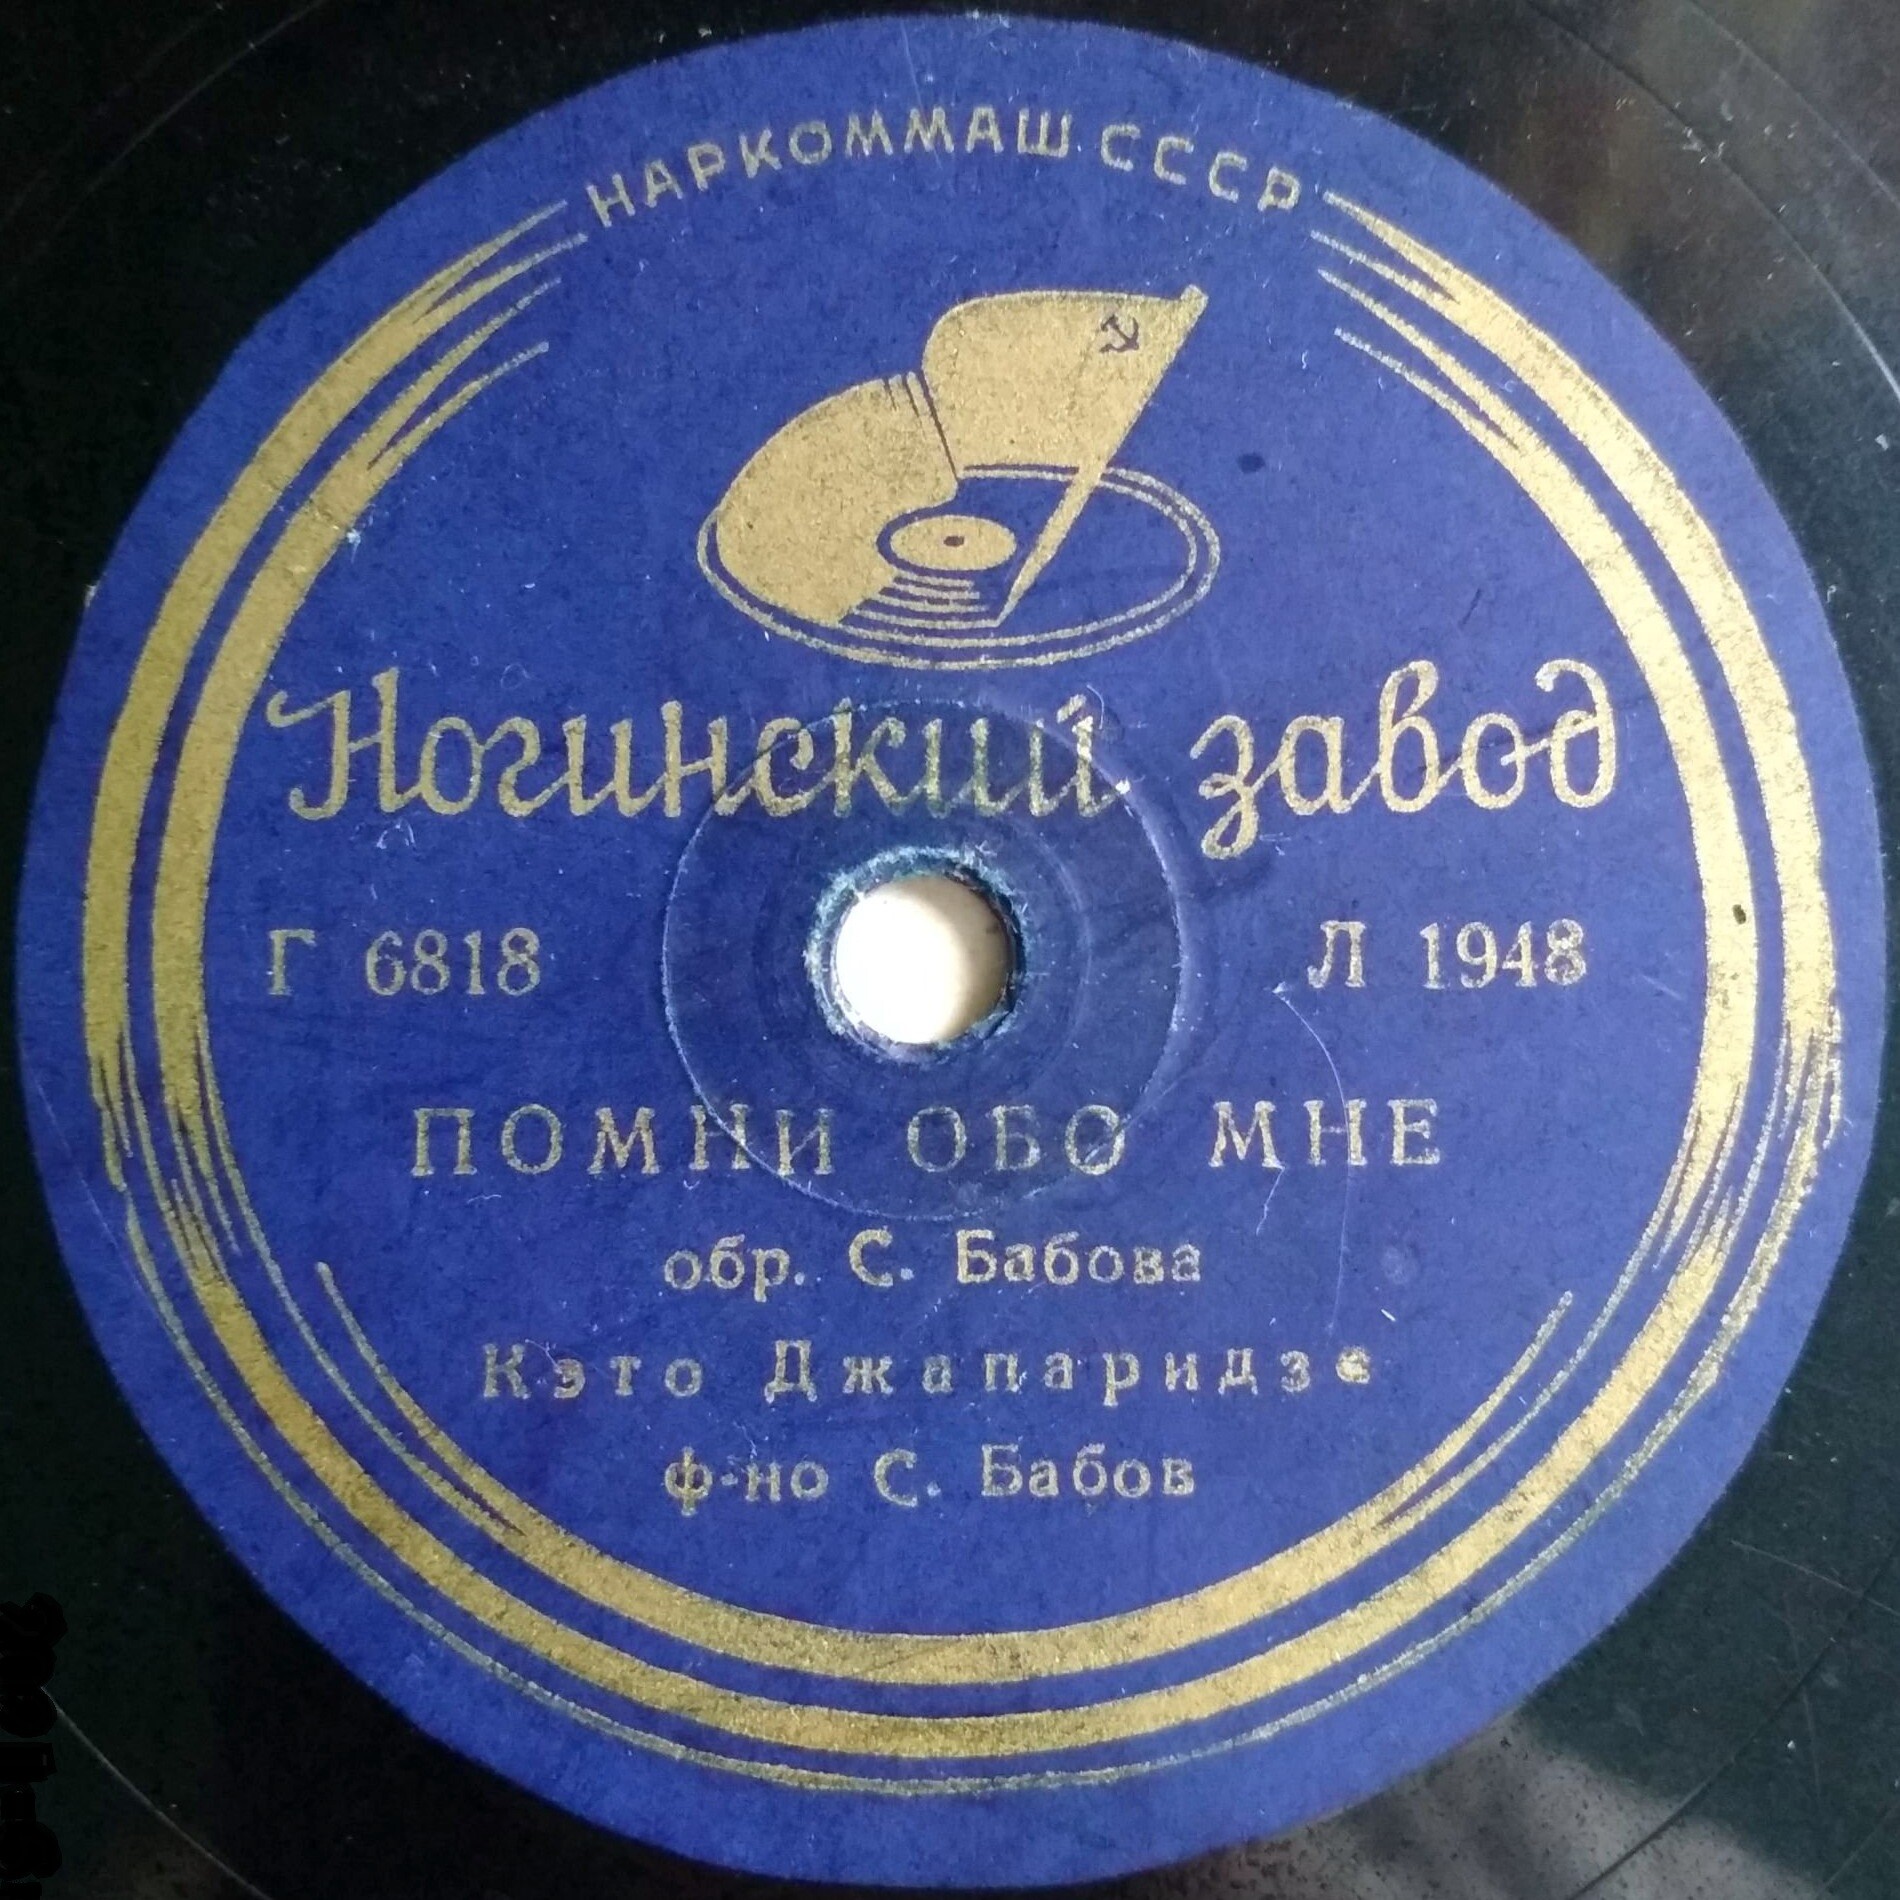 НАРКОММАШ СССР
Ногинский завод
Г 6818 Л 1948
ПОМНИ ОБО МНЕ
обр. С. Бабова
Кэто Джапаридзе
ф-но С. Бабов